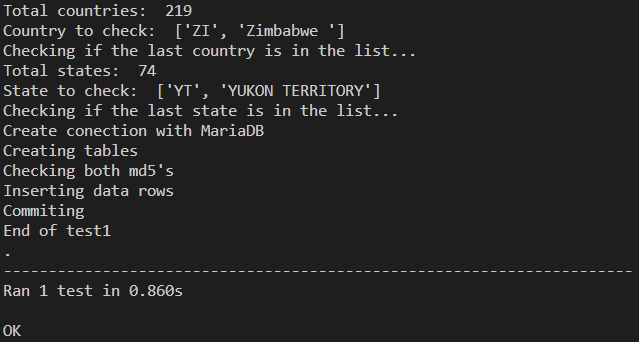 Total countries:  219
Country to check:  ['ZI', 'Zimbabwe ']
Checking if the last country is in the list...
Total states:  74
State to check:  ['YT', 'YUKON TERRITORY']
Checking if the last state is in the list...
Create conection with MariaDB
Creating tables
Checking both md5's
Inserting data rows
Commiting
End of test1
.
----------------------------------------------------------------------
Ran 1 test in 0.860s
OK